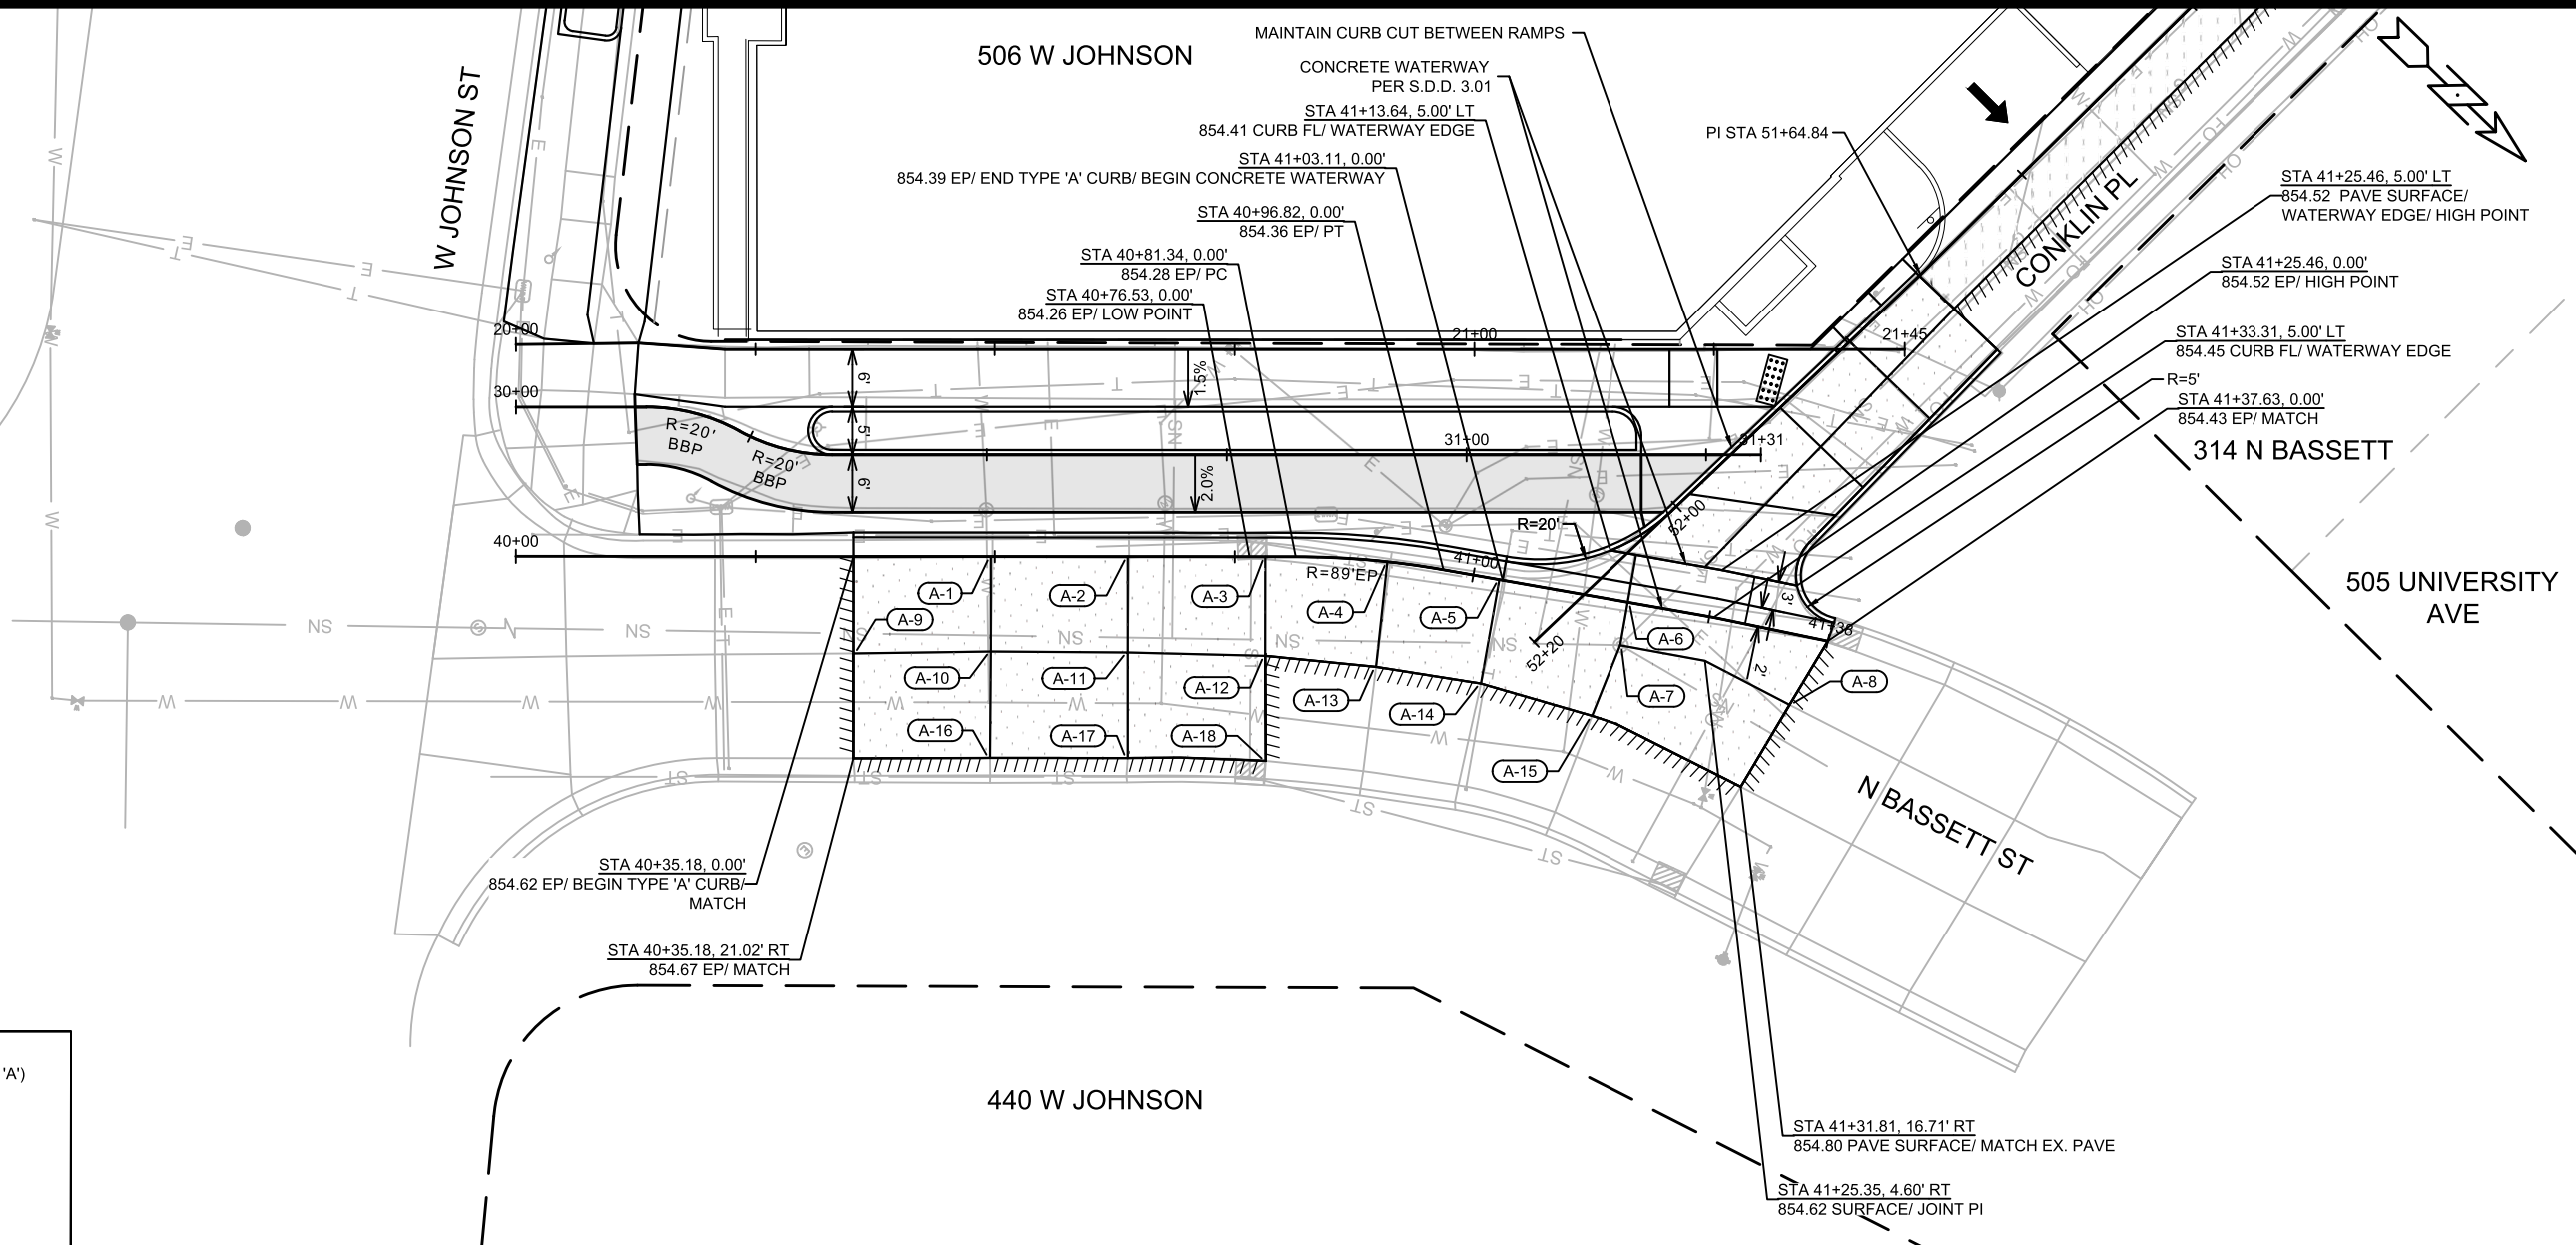 MAINTAIN CURB CUT BETWEEN RAMPS
506 W JOHNSON
CONCRETE WATERWAY
PER S.D.D. 3.01
STA 41+13.64, 5.00' LT
854.41 CURB FL/ WATERWAY EDGE
PI STA 51+64.84
STA 41+03.11, 0.00'
854.39 EP/ END TYPE 'A' CURB/ BEGIN CONCRETE WATERWAY
STA 40+96.82, 0.00'
854.36 EP/ PT
STA 40+81.34, 0.00'
854.28 EP/ PC
STA 40+76.53, 0.00'
854.26 EP/ LOW POINT
W JOHNSON ST
CONKLIN PL
STA 41+25.46, 5.00' LT
854.52 PAVE SURFACE/
WATERWAY EDGE/ HIGH POINT
STA 41+25.46, 0.00'
854.52 EP/ HIGH POINT
STA 41+33.31, 5.00' LT
854.45 CURB FL/ WATERWAY EDGE
R=5'
STA 41+37.63, 0.00'
854.43 EP/ MATCH
314 N BASSETT
505 UNIVERSITY
AVE
20+00
21+00
21+45
30+00
31+00
31+31
40+00
41+00
41+38
52+00
52+20
6'
5'
6'
1.5%
2.0%
R=20'
BBP
R=20'
BBP
R=20'
R=89'EP
3'
2'
A-1
A-2
A-3
A-4
A-5
A-6
A-7
A-8
A-9
A-10
A-11
A-12
A-13
A-14
A-15
A-16
A-17
A-18
N BASSETT ST
STA 40+35.18, 0.00'
854.62 EP/ BEGIN TYPE 'A' CURB/
MATCH
STA 40+35.18, 21.02' RT
854.67 EP/ MATCH
'A')
440 W JOHNSON
STA 41+31.81, 16.71' RT
854.80 PAVE SURFACE/ MATCH EX. PAVE
STA 41+25.35, 4.60' RT
854.62 SURFACE/ JOINT PI